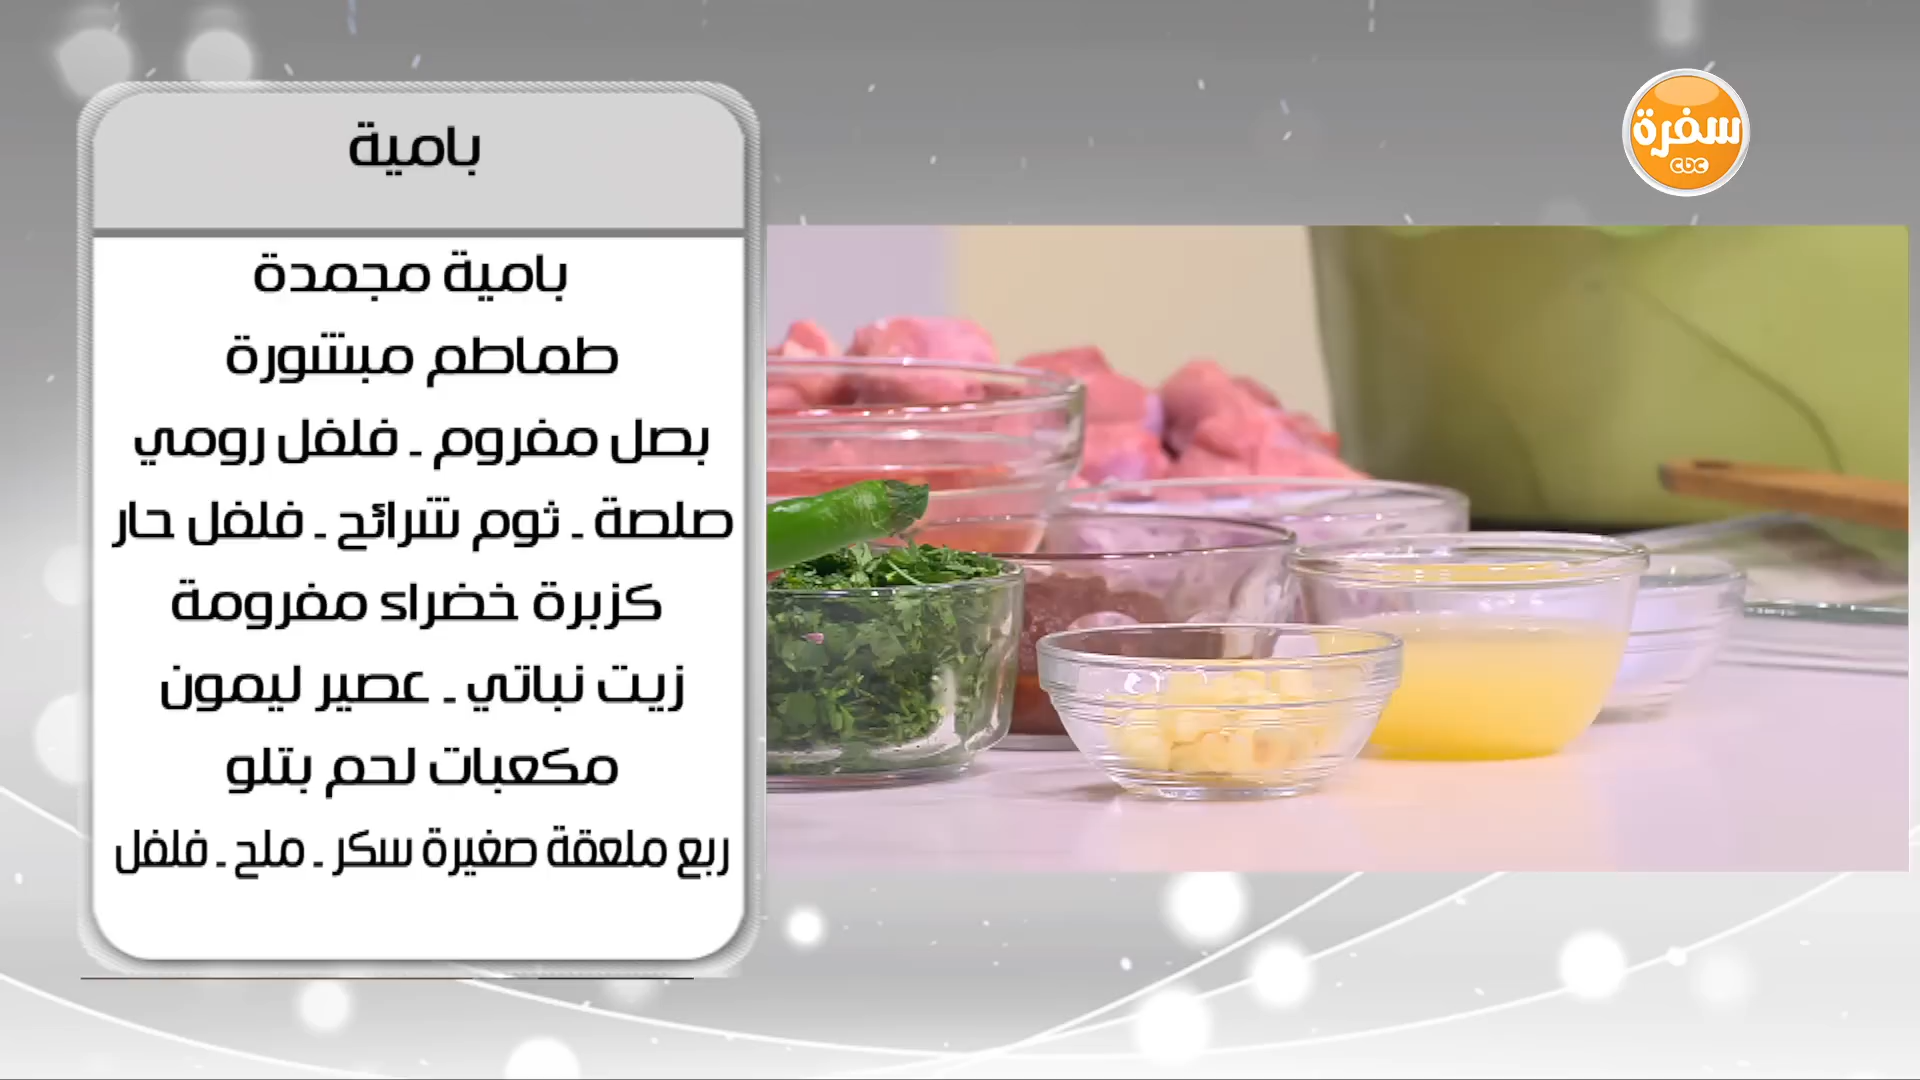 بامية
بامية مجمدة
طماطم مبشورة
بصل مفروم - فلفل رومي
صلصة - ثوم شرائح - فلفل حار
كزبرة خضراء مفرومة
زيت نباتي - عصير ليمون
مكعبات لحم بتلو
ربع ملعقة صغيرة سكر - ملح - فلفل
سفرة
cbc